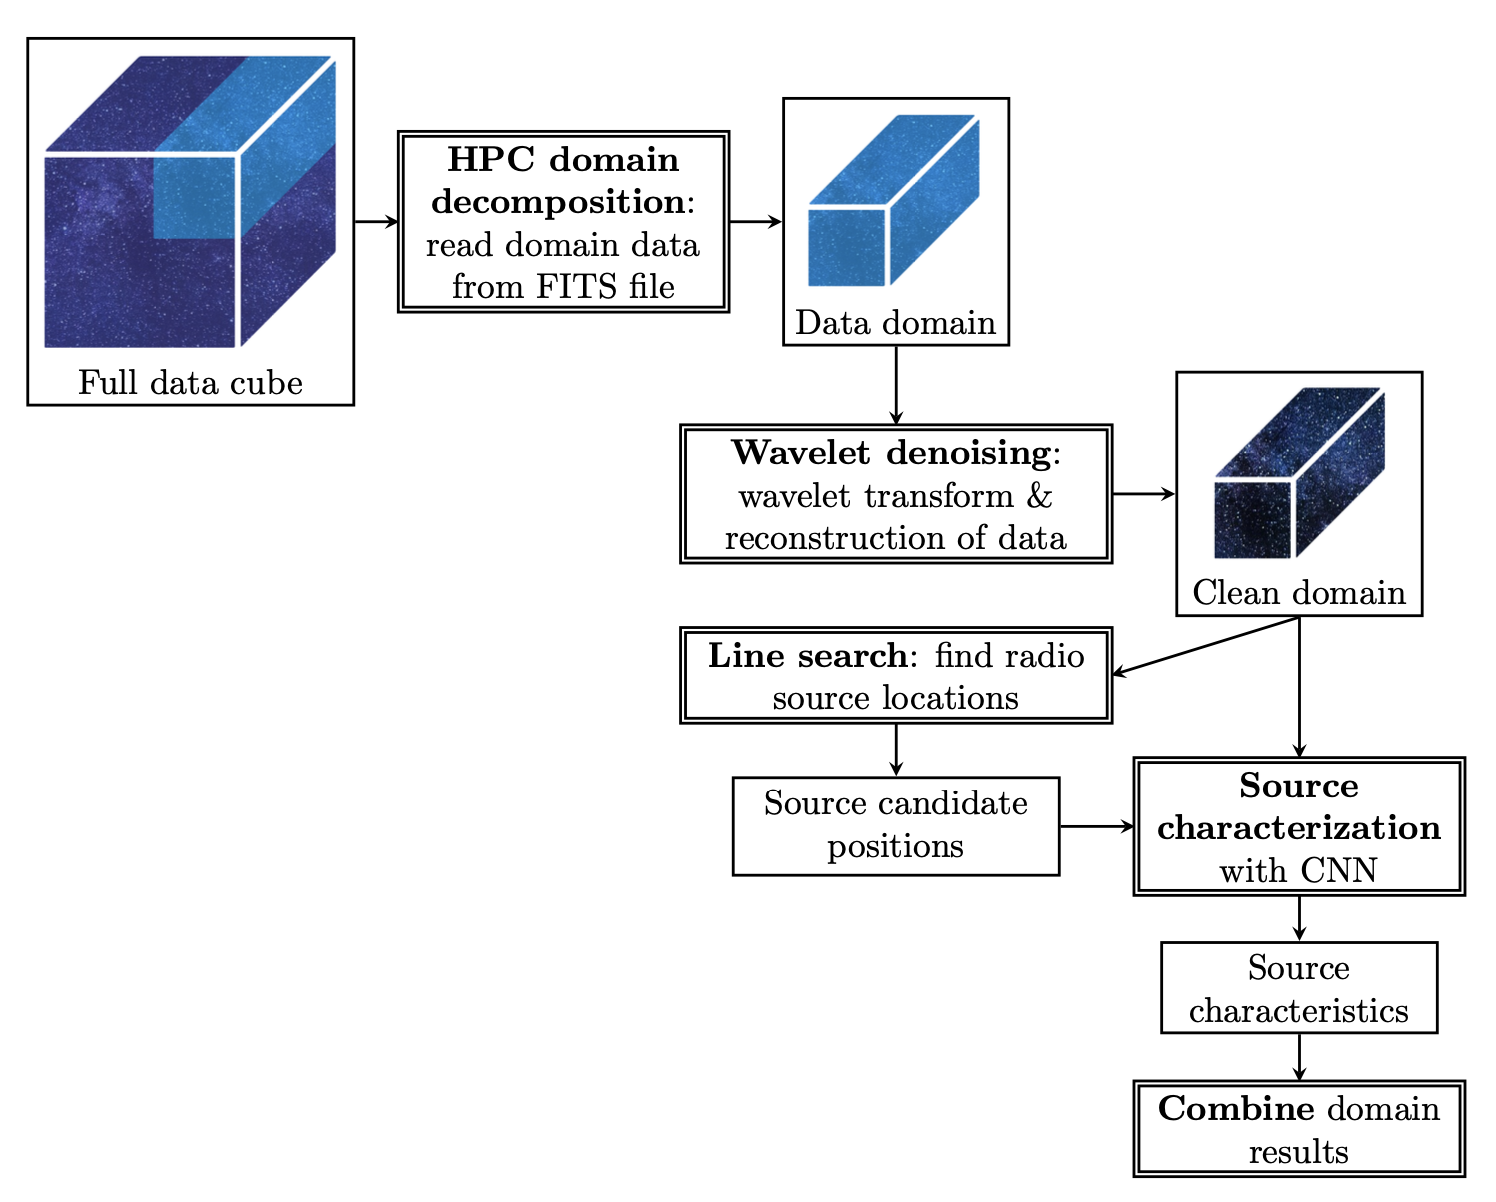 Full data cube
HPC domain
decomposition:
read domain data
from FITS file
Data domain
Wavelet denoising:
wavelet transform &
reconstruction of data
Clean domain
Line search: find radio
source locations
Source candidate
positions
Source
characterization
with CNN
Source
characteristics
Combine domain
results